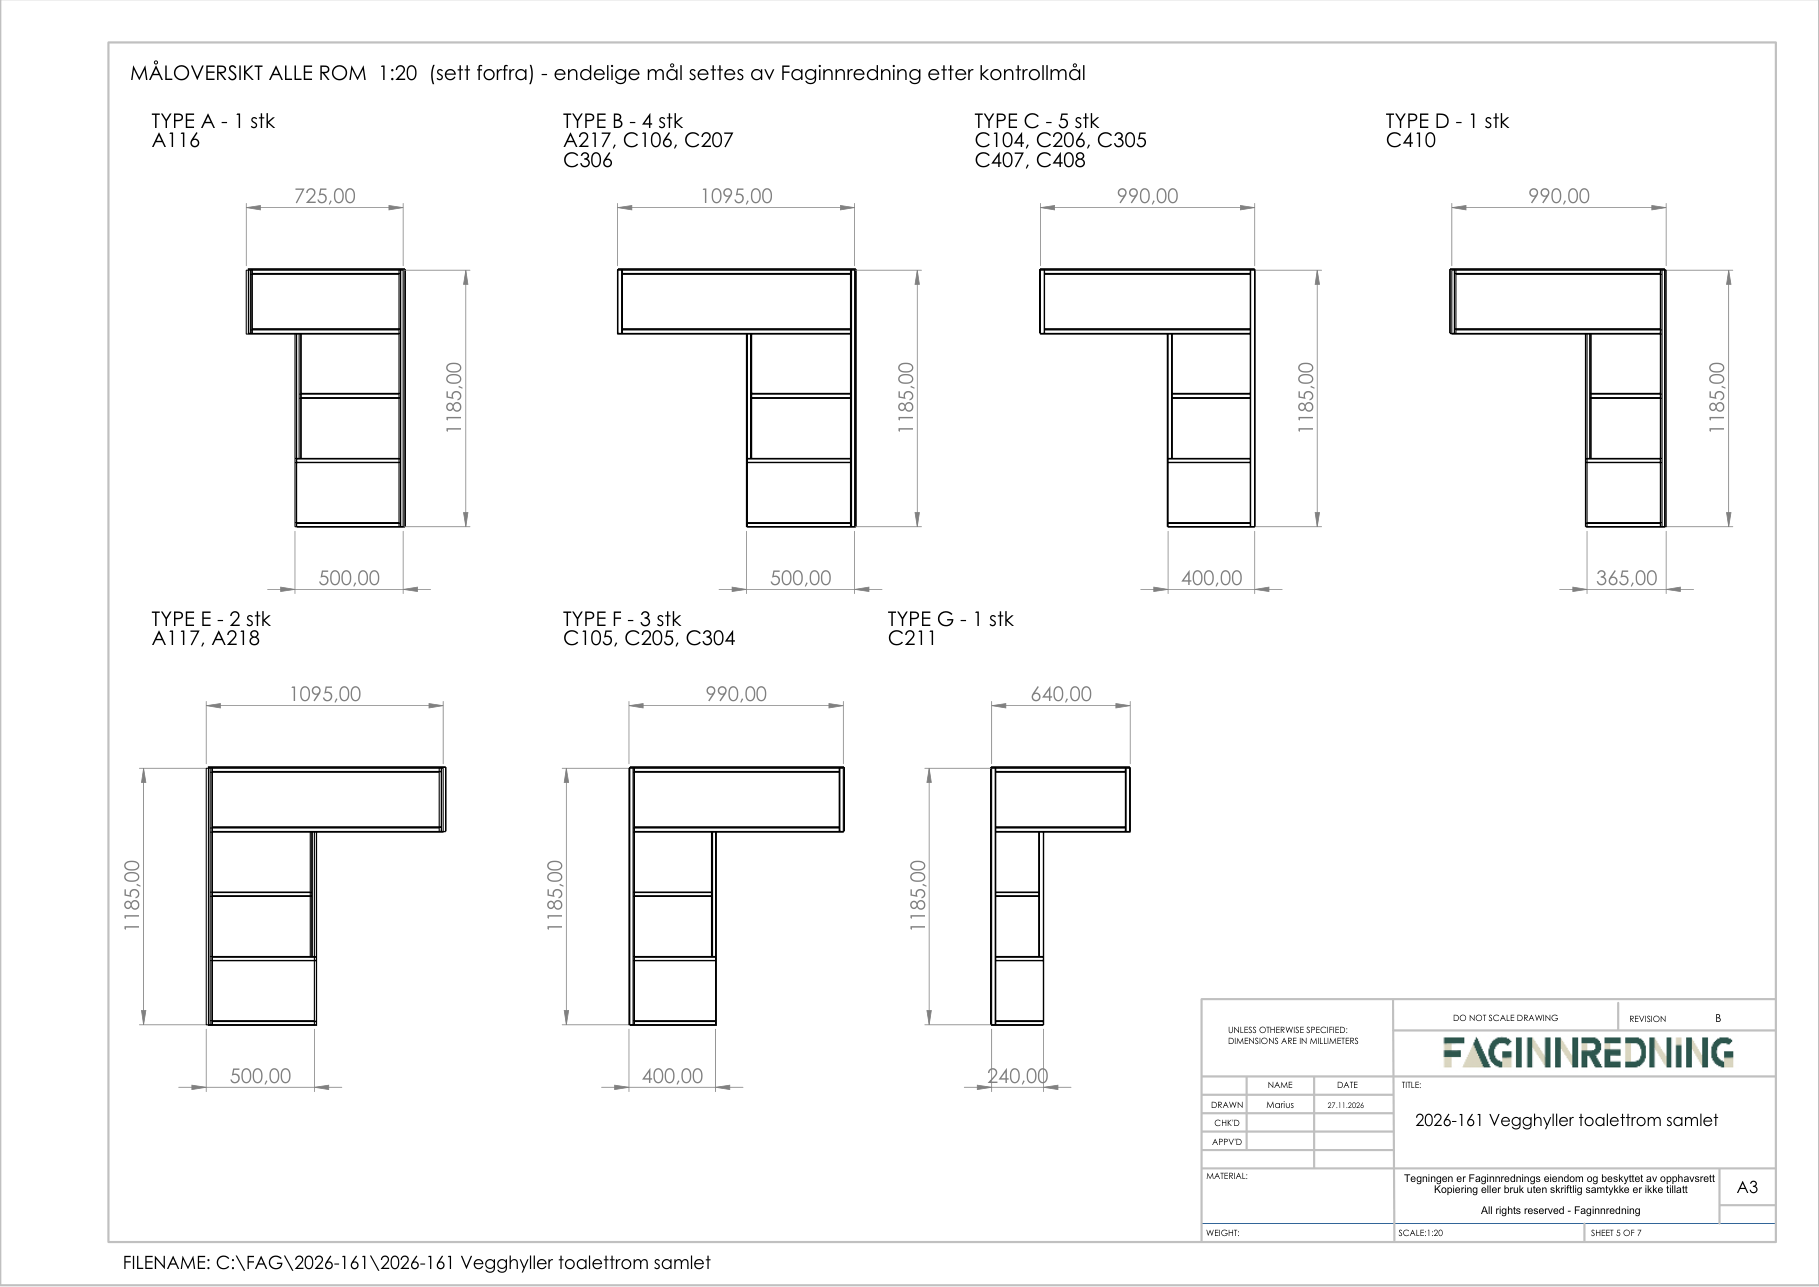 MÅLOVERSIKT ALLE ROM 1:20 (sett forfra) - endelige mål settes av Faginnredning etter kontrollmål
TYPE A - 1 stk
A116
725,00
1185,00
500,00
TYPE B - 4 stk
A217, C106, C207
C306
1095,00
1185,00
500,00
TYPE C - 5 stk
C104, C206, C305
C407, C408
990,00
1185,00
400,00
TYPE D - 1 stk
C410
990,00
1185,00
365,00
TYPE E - 2 stk
A117, A218
1095,00
1185,00
500,00
TYPE F - 3 stk
C105, C205, C304
990,00
1185,00
400,00
TYPE G - 1 stk
C211
640,00
1185,00
240,00
UNLESS OTHERWISE SPECIFIED:
DIMENSIONS ARE IN MILLIMETERS
DO NOT SCALE DRAWING
REVISION B
FAGINNREDNING
NAME DATE
DRAWN Marius 27.11.2026
CHK'D
APPV'D
TITLE:
2026-161 Vegghyller toalettrom samlet
MATERIAL:
Tegningen er Faginnrednings eiendom og beskyttet av opphavsrett
Kopiering eller bruk uten skriftlig samtykke er ikke tillatt
All rights reserved - Faginnredning
A3
WEIGHT:
SCALE:1:20
SHEET 5 OF 7
FILENAME: C:\FAG\2026-161\2026-161 Vegghyller toalettrom samlet